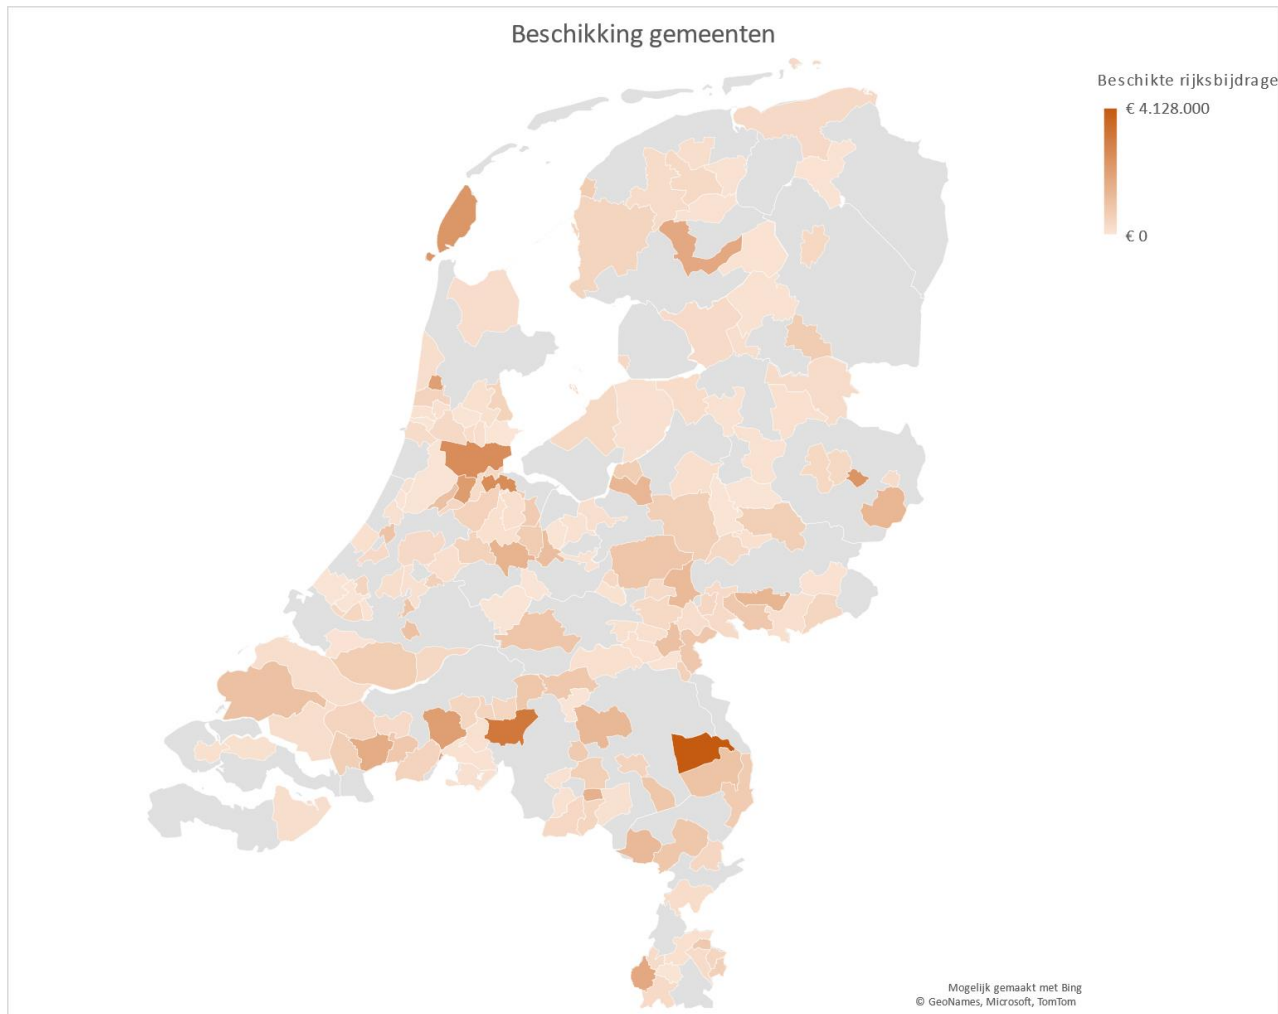 Beschikking gemeenten
Beschikte rijksbijdrage
€ 4.128.000
€ 0
Mogelijk gemaakt met Bing
© GeoNames, Microsoft, TomTom